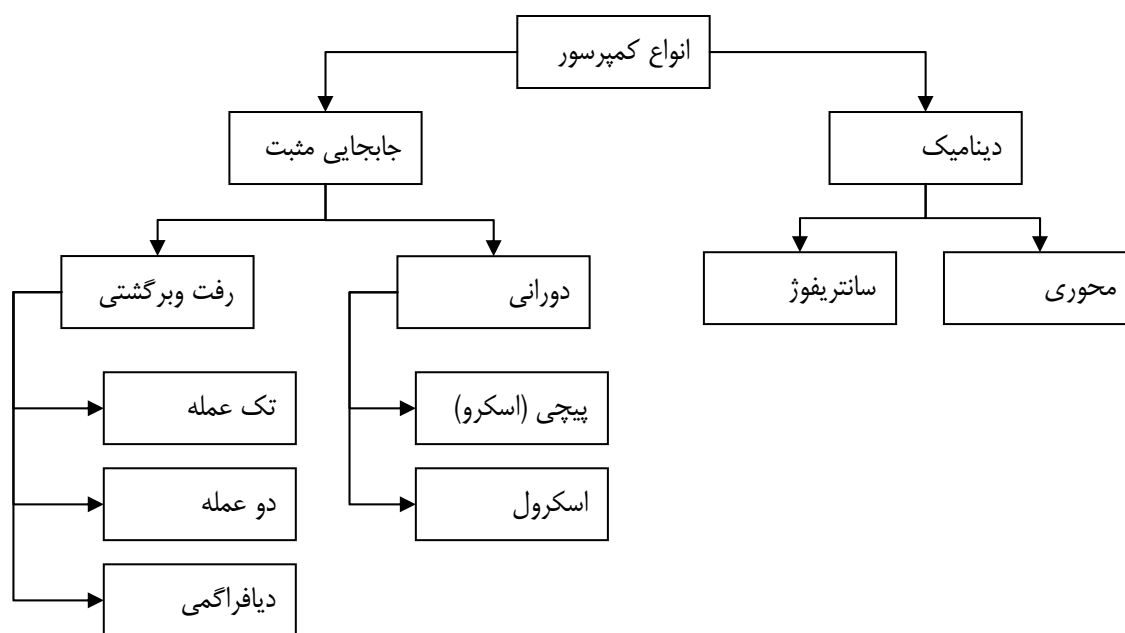 انواع کمپرسور
دینامیک
جابجایی مثبت
محوری
سانتریفوژ
دورانی
رفت وبرگشتی
پیچی (اسکرو)
تک عمله
اسکرول
دو عمله
دیافراگمی